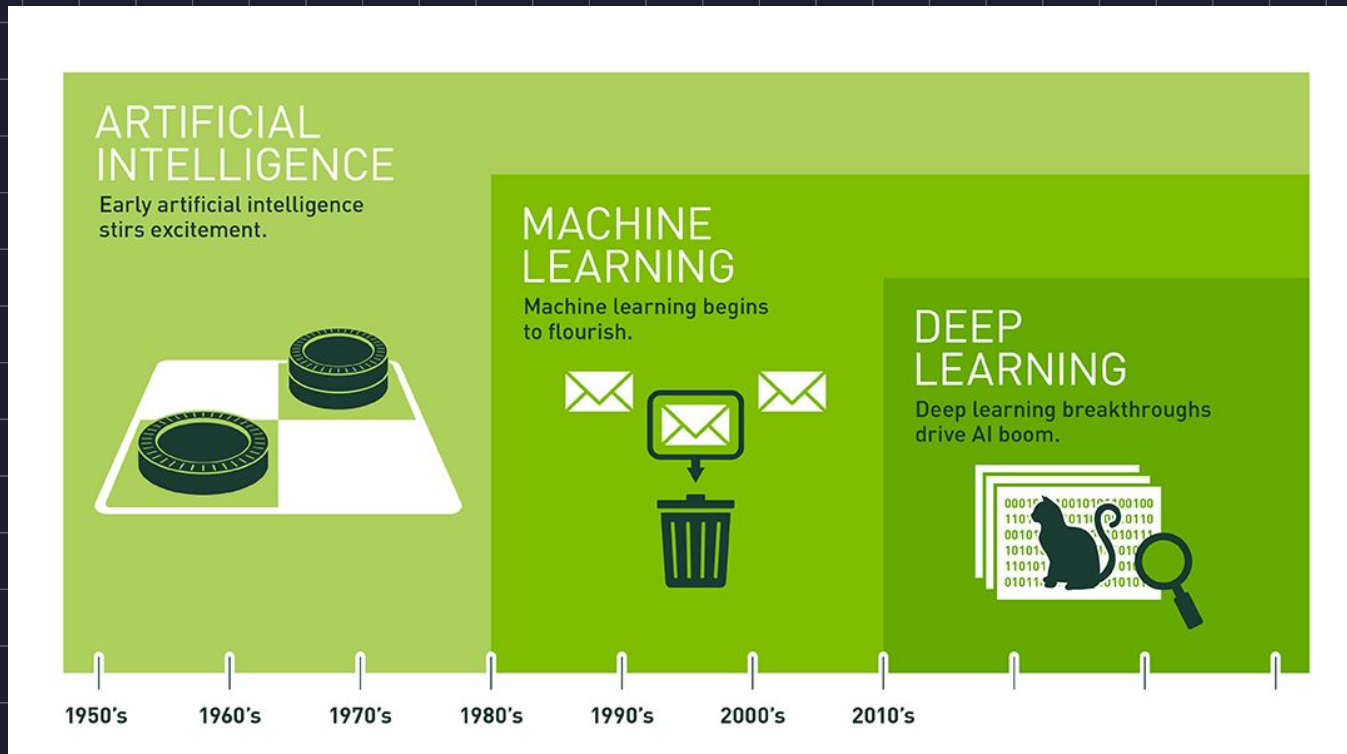 ARTIFICIAL
INTELLIGENCE
Early artificial intelligence
stirs excitement.
MACHINE
LEARNING
Machine learning begins
to flourish.
DEEP
LEARNING
Deep learning breakthroughs
drive AI boom.
1950's
1960's
1970's
1980's
1990's
2000's
2010's